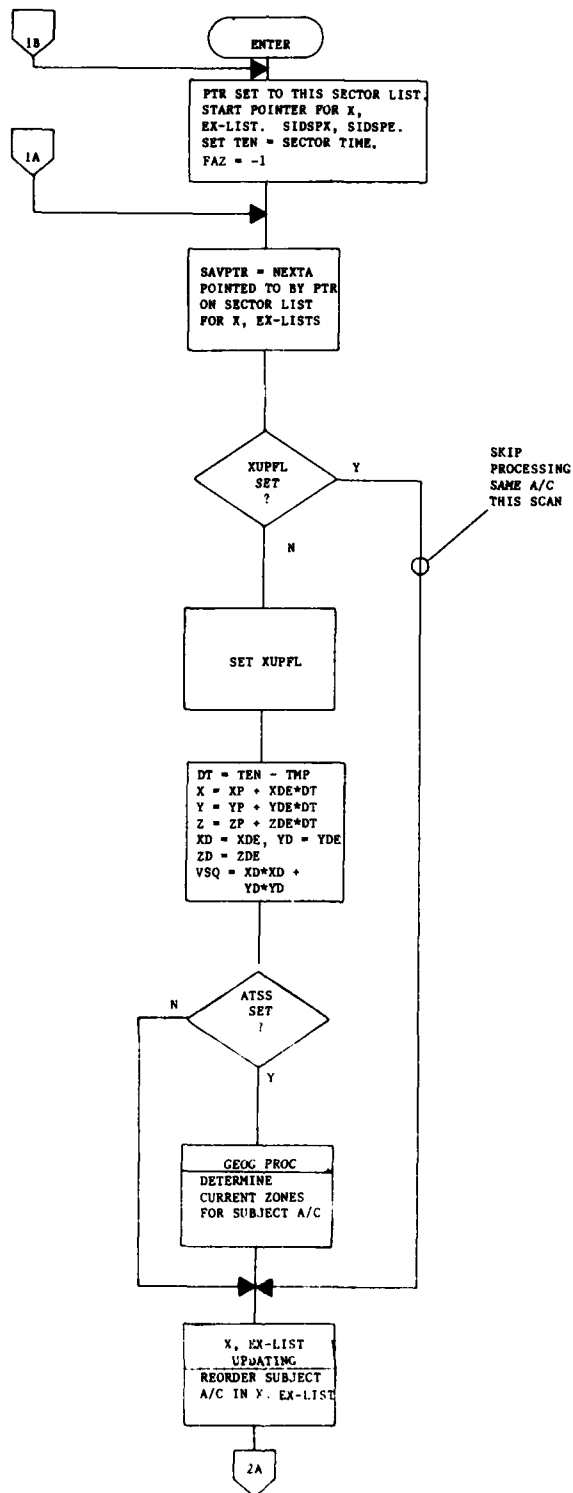 1B
ENTER
PTR SET TO THIS SECTOR LIST.
START POINTER FOR X,
EX-LIST. SIDSPX, SIDSPE.
SET TEN = SECTOR TIME,
FAZ = -1
1A
SAVPTR = NEXTA
POINTED TO BY PTR
ON SECTOR LIST
FOR X, EX-LISTS
XUPFL
SET
?
Y
N
SKIP
PROCESSING
SAME A/C
THIS SCAN
SET XUPFL
DT = TEN - TMP
X = XP + XDE*DT
Y = YP + YDE*DT
Z = ZP + ZDE*DT
XD = XDE, YD = YDE
ZD = ZDE
VSQ = XD*XD +
YD*YD
ATSS
SET
?
N
Y
GEOG PROC
DETERMINE
CURRENT ZONES
FOR SUBJECT A/C
X, EX-LIST
UPDATING
REORDER SUBJECT
A/C IN X. EX-LIST
2A